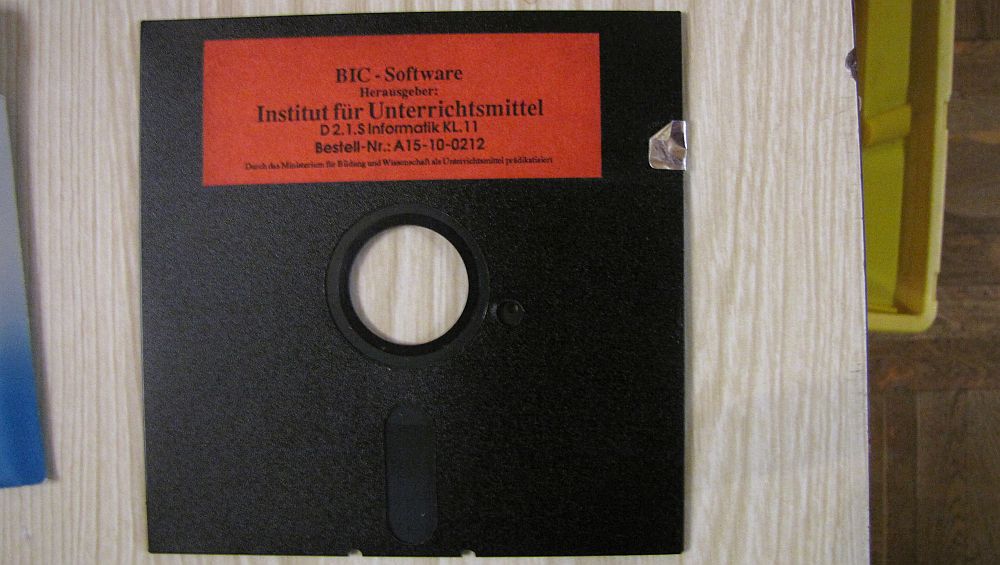 BIC - Software
Herausgeber:
Institut für Unterrichtsmittel
D 2.1.S Informatik KL.11
Bestell-Nr.: A15-10-0212
Durch das Ministerium für Bildung und Wissenschaft als Unterrichtsmittel prädikatisiert